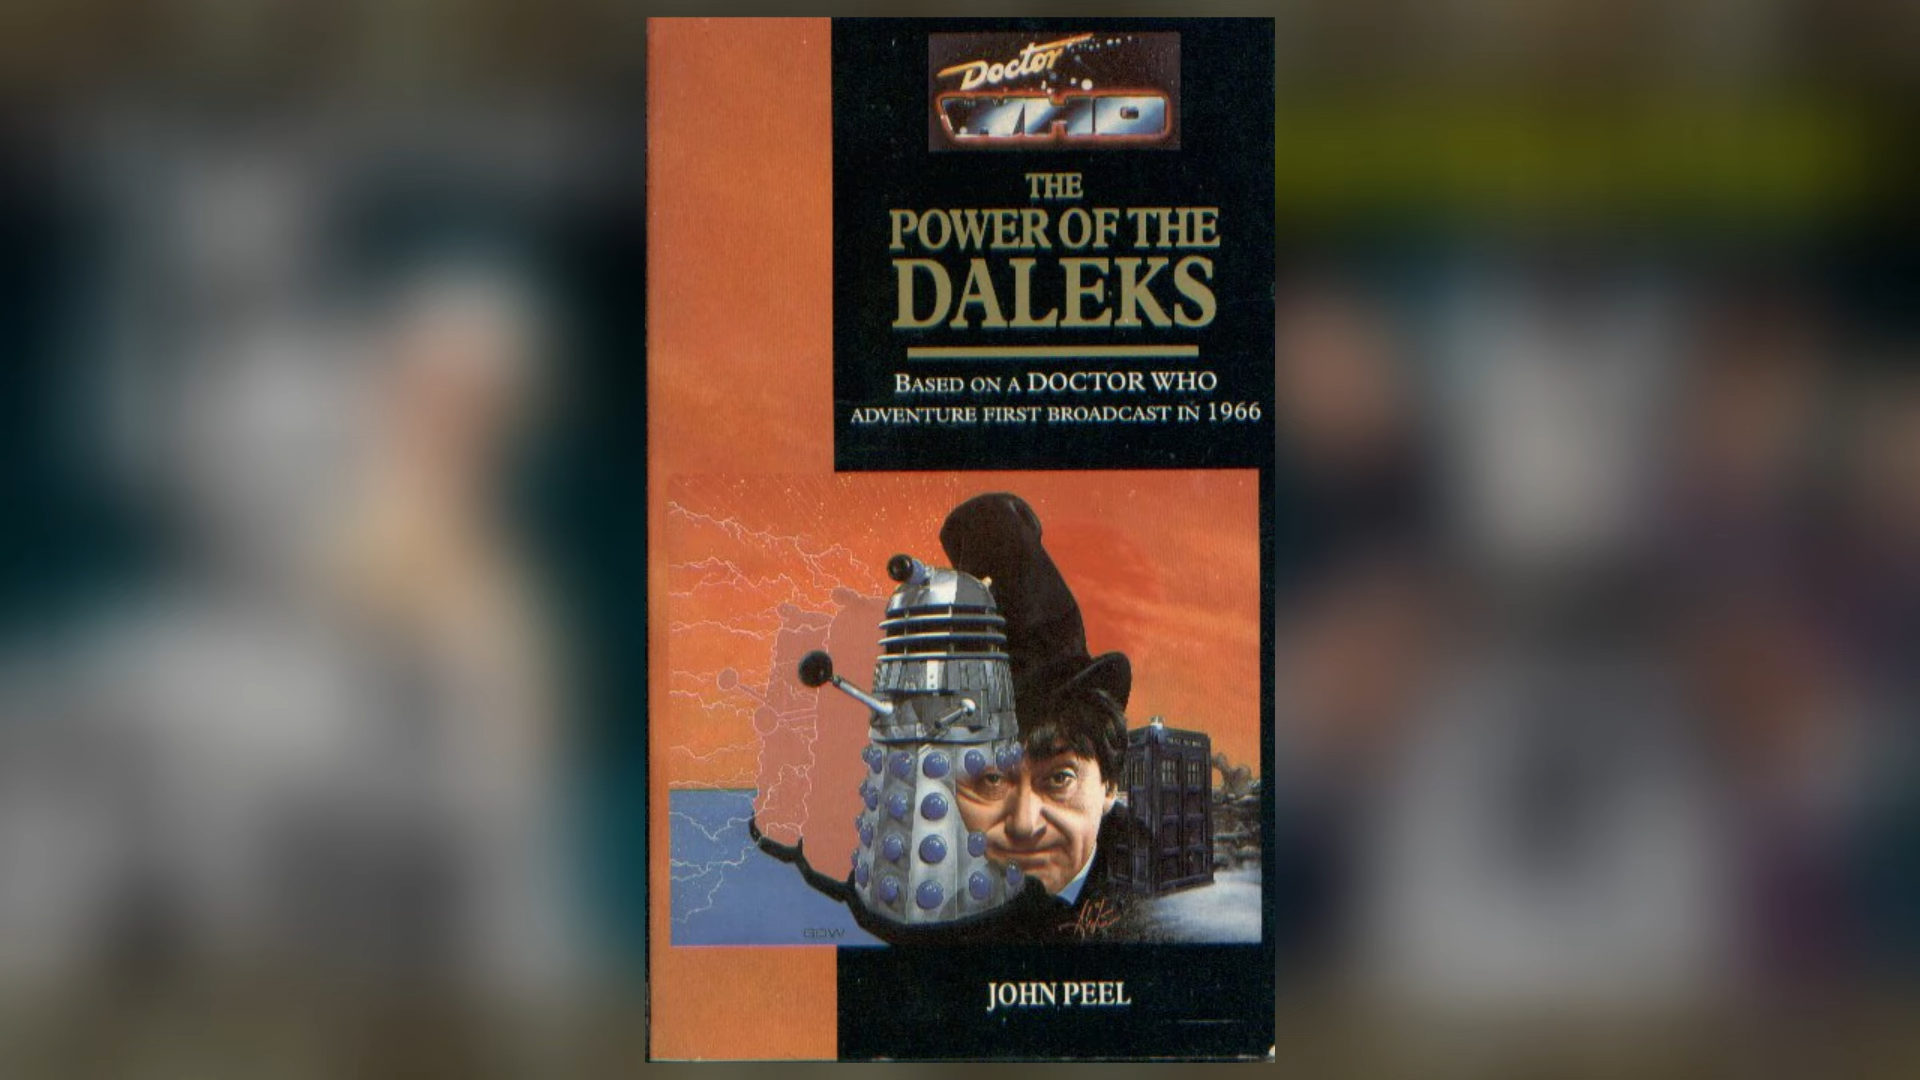 Doctor
WHO
THE
POWER OF THE
DALEKS
BASED ON A DOCTOR WHO
ADVENTURE FIRST BROADCAST IN 1966
GDW
JOHN PEEL